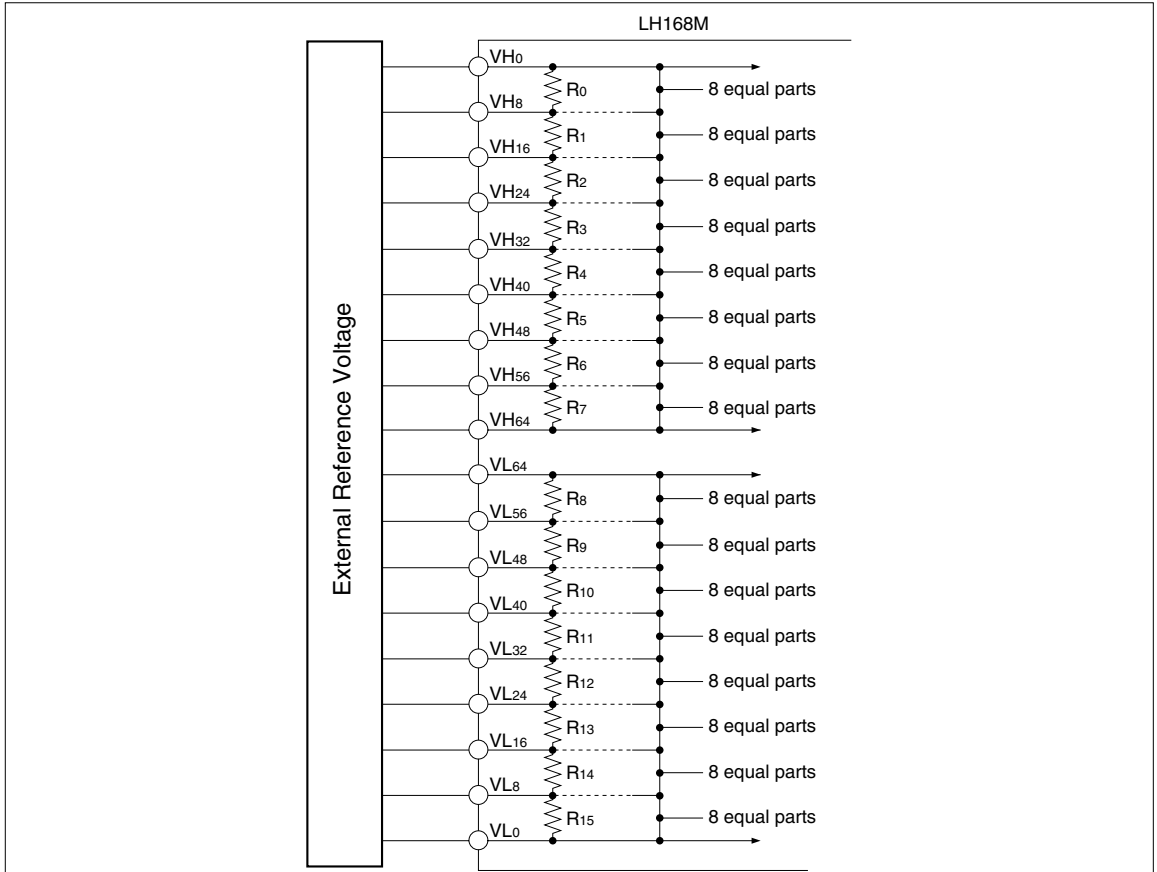 LH168M
External Reference Voltage
VH0
R0
8 equal parts
VH8
R1
8 equal parts
VH16
R2
8 equal parts
VH24
R3
8 equal parts
VH32
R4
8 equal parts
VH40
R5
8 equal parts
VH48
R6
8 equal parts
VH56
R7
8 equal parts
VH64
VL64
R8
8 equal parts
VL56
R9
8 equal parts
VL48
R10
8 equal parts
VL40
R11
8 equal parts
VL32
R12
8 equal parts
VL24
R13
8 equal parts
VL16
R14
8 equal parts
VL8
R15
8 equal parts
VL0